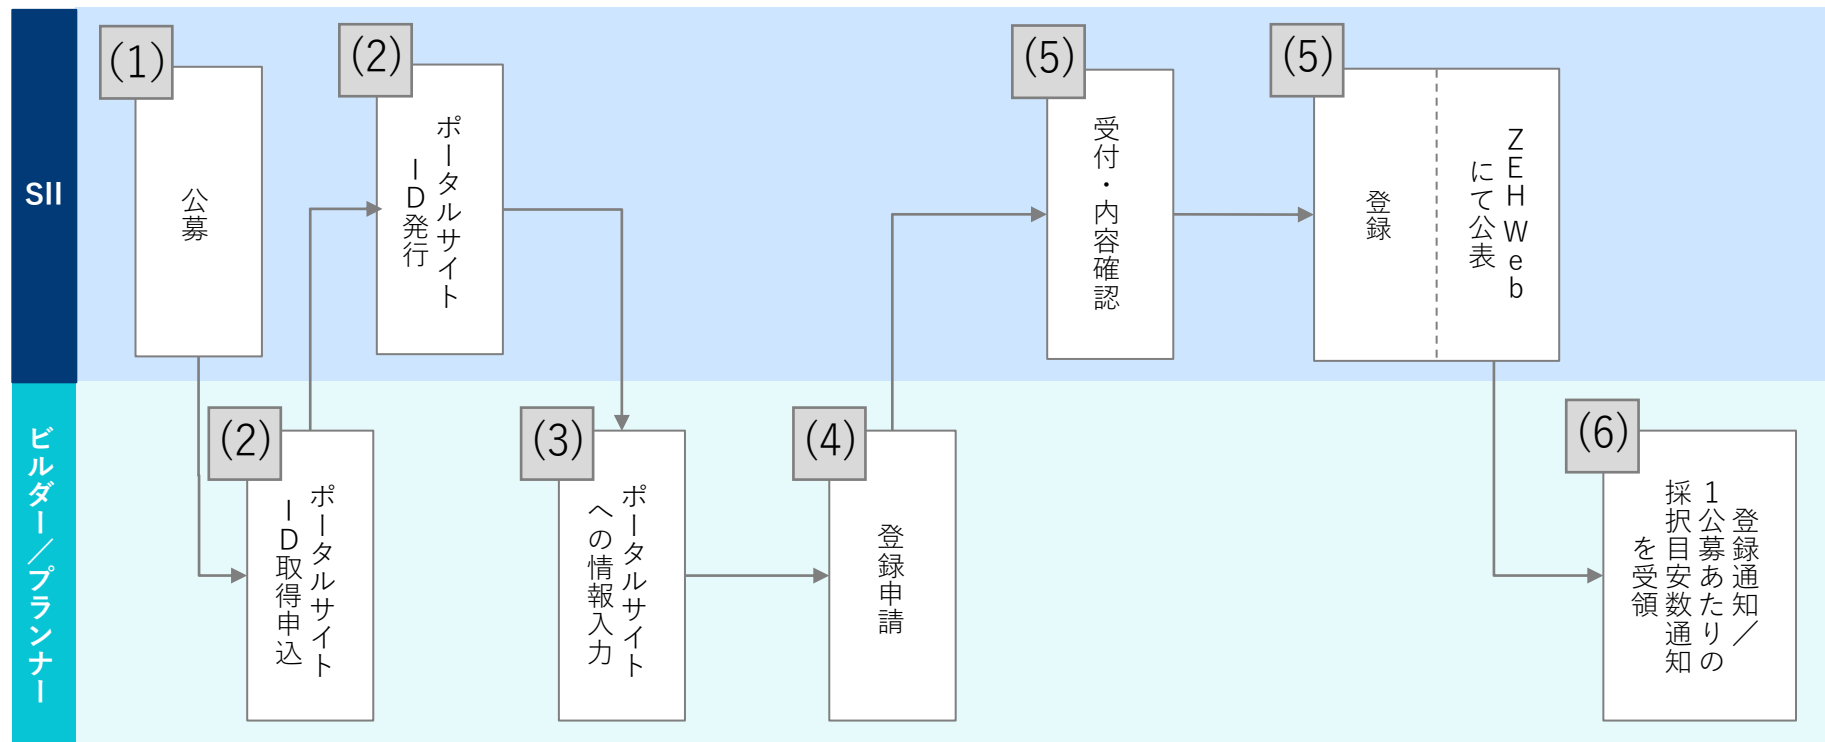 SII
(1)
公募
(2)
ポータルサイト
ID発行
(5)
受付・内容確認
(5)
登録
ZEH Web
にて公表
ビルダー／プランナー
(2)
ポータルサイト
ID取得申込
(3)
ポータルサイト
への情報入力
(4)
登録申請
(6)
登録通知／
1公募あたりの
採択目安数通知
を受領